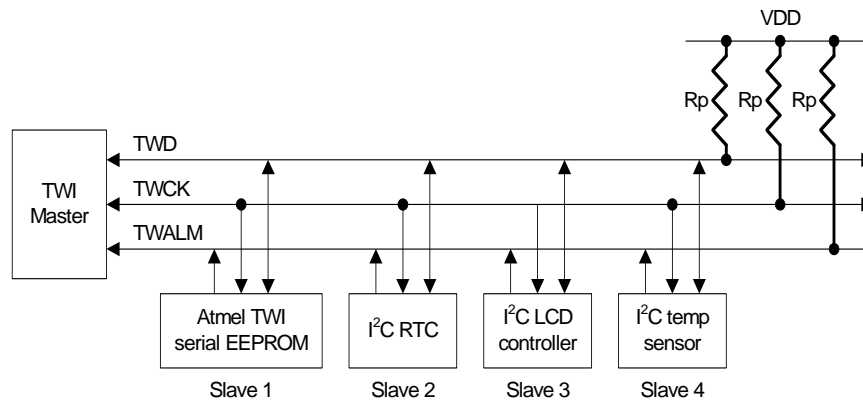 VDD
Rp Rp Rp
TWD
TWCK
TWALM
TWI
Master
Atmel TWI
serial EEPROM
I²C RTC
I²C LCD
controller
I²C temp
sensor
Slave 1 Slave 2 Slave 3 Slave 4